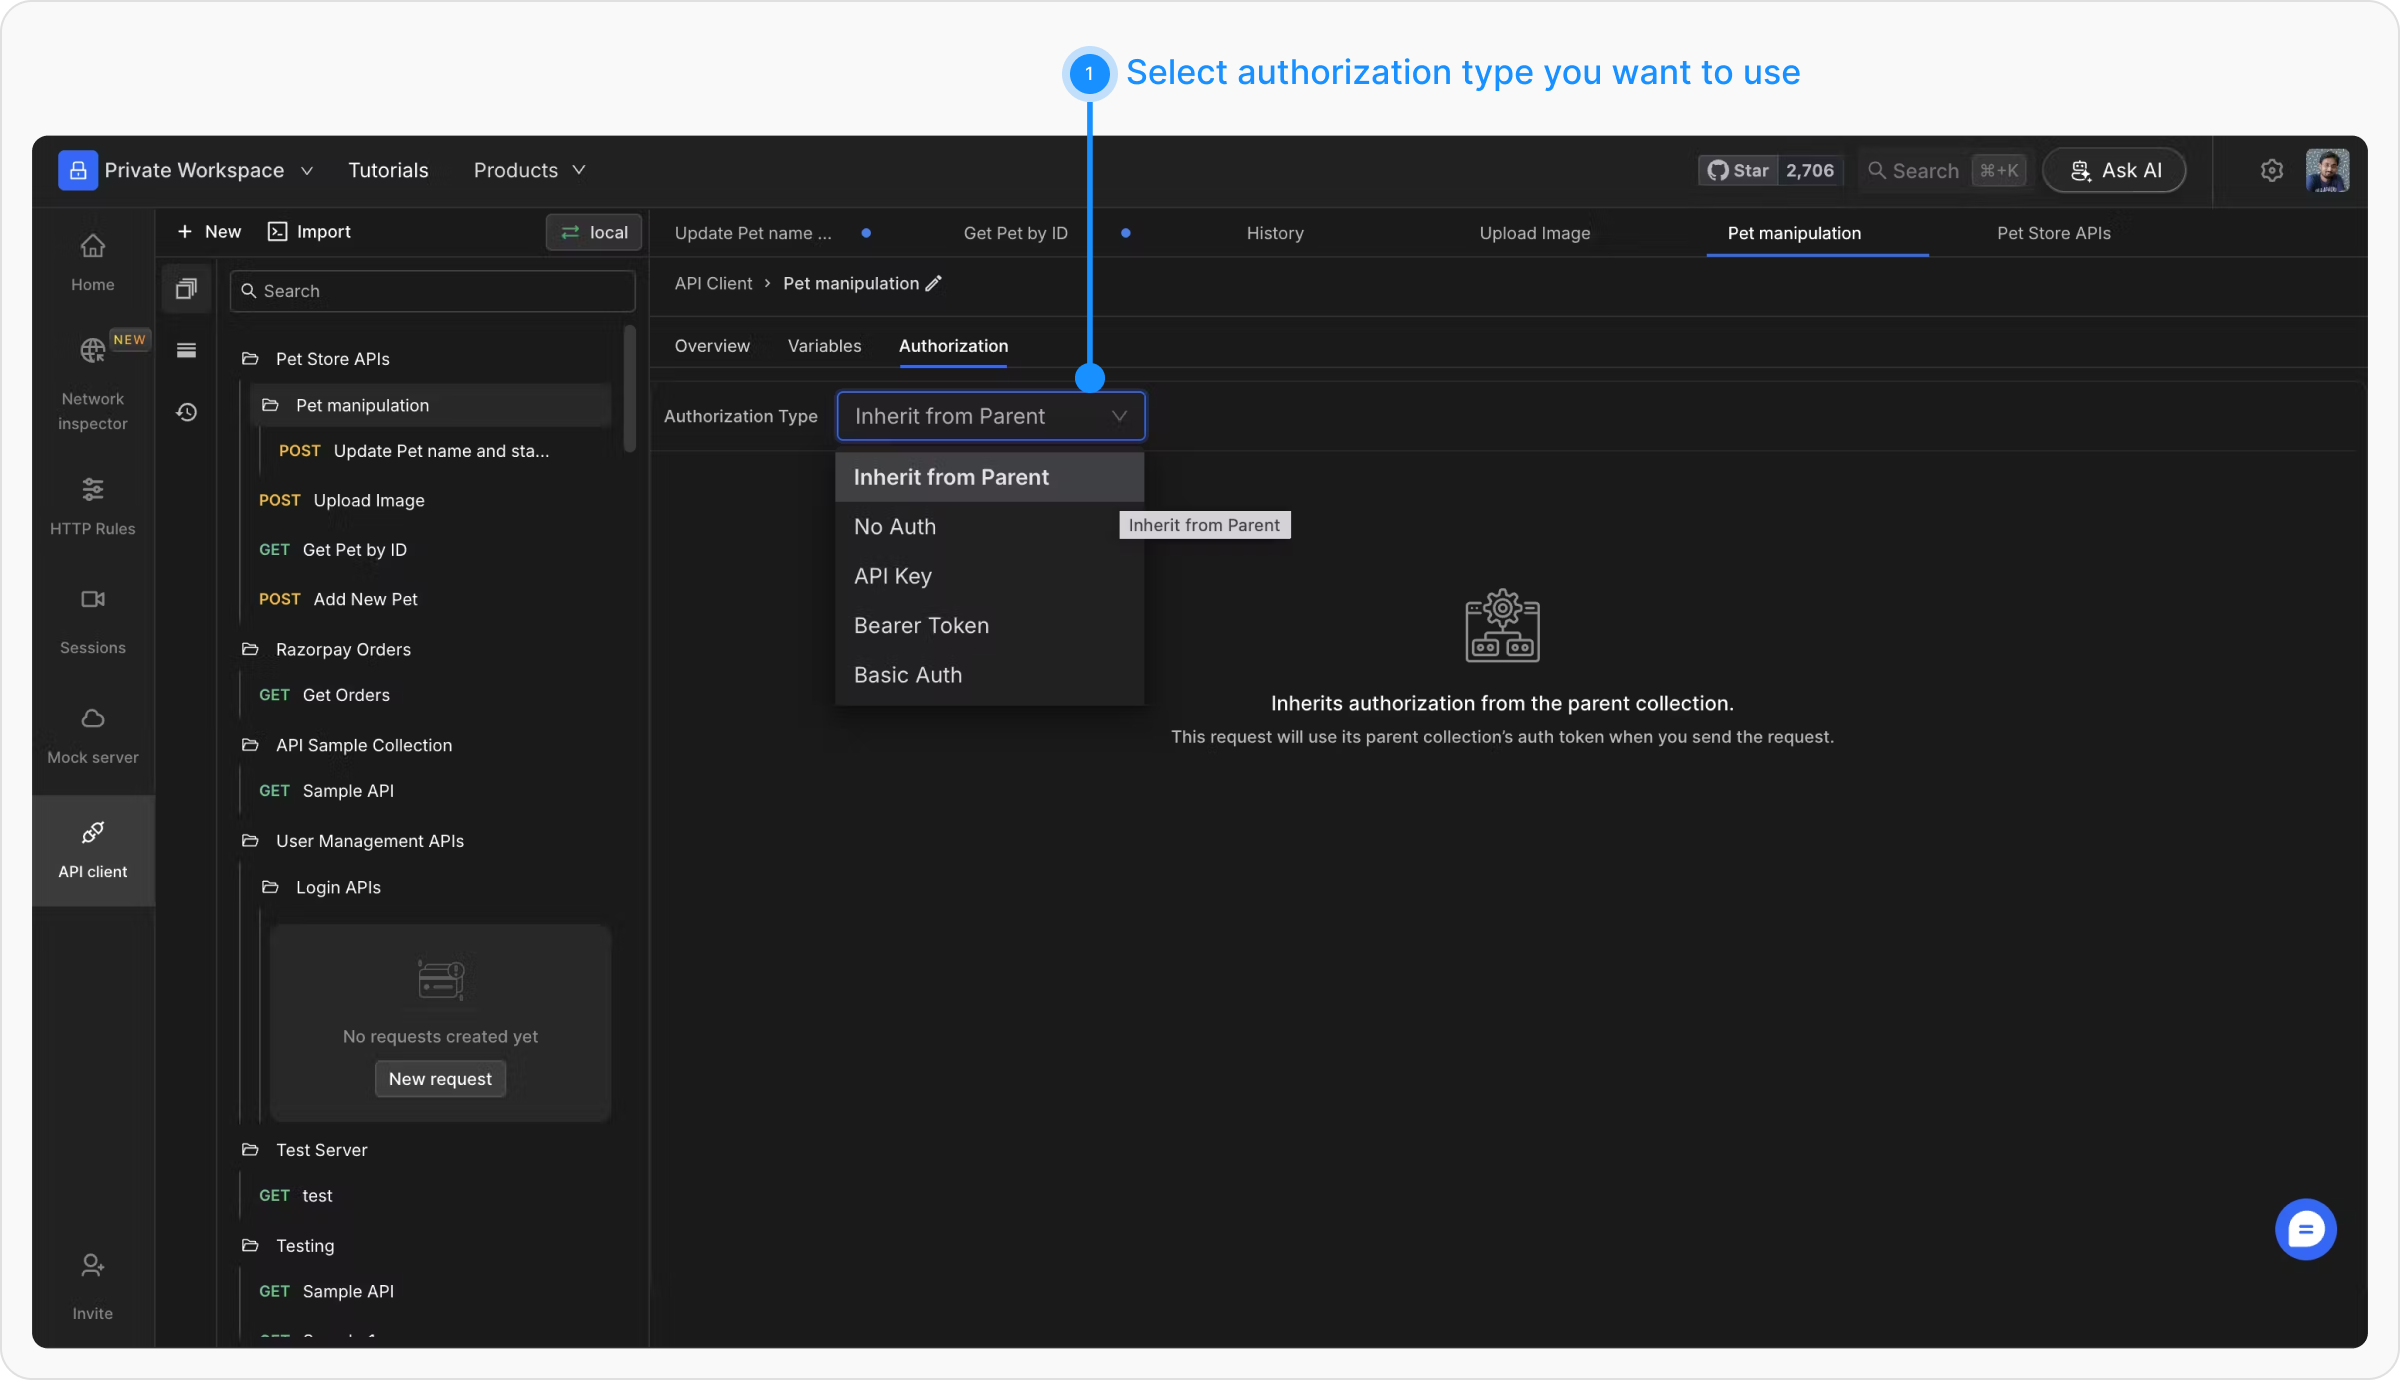 1 Select authorization type you want to use
Private Workspace
Tutorials
Products
Star 2,706
Search ⌘+K
Ask AI
Home
NEW
Network
inspector
HTTP Rules
Sessions
Mock server
API client
Invite
+ New
Import
local
Search
Pet Store APIs
Pet manipulation
POST Update Pet name and sta...
POST Upload Image
GET Get Pet by ID
POST Add New Pet
Razorpay Orders
GET Get Orders
API Sample Collection
GET Sample API
User Management APIs
Login APIs
No requests created yet
New request
Test Server
GET test
Testing
GET Sample API
Update Pet name ...
Get Pet by ID
History
Upload Image
Pet manipulation
Pet Store APIs
API Client > Pet manipulation
Overview
Variables
Authorization
Authorization Type
Inherit from Parent
Inherit from Parent
No Auth
API Key
Bearer Token
Basic Auth
Inherit from Parent
Inherits authorization from the parent collection.
This request will use its parent collection's auth token when you send the request.